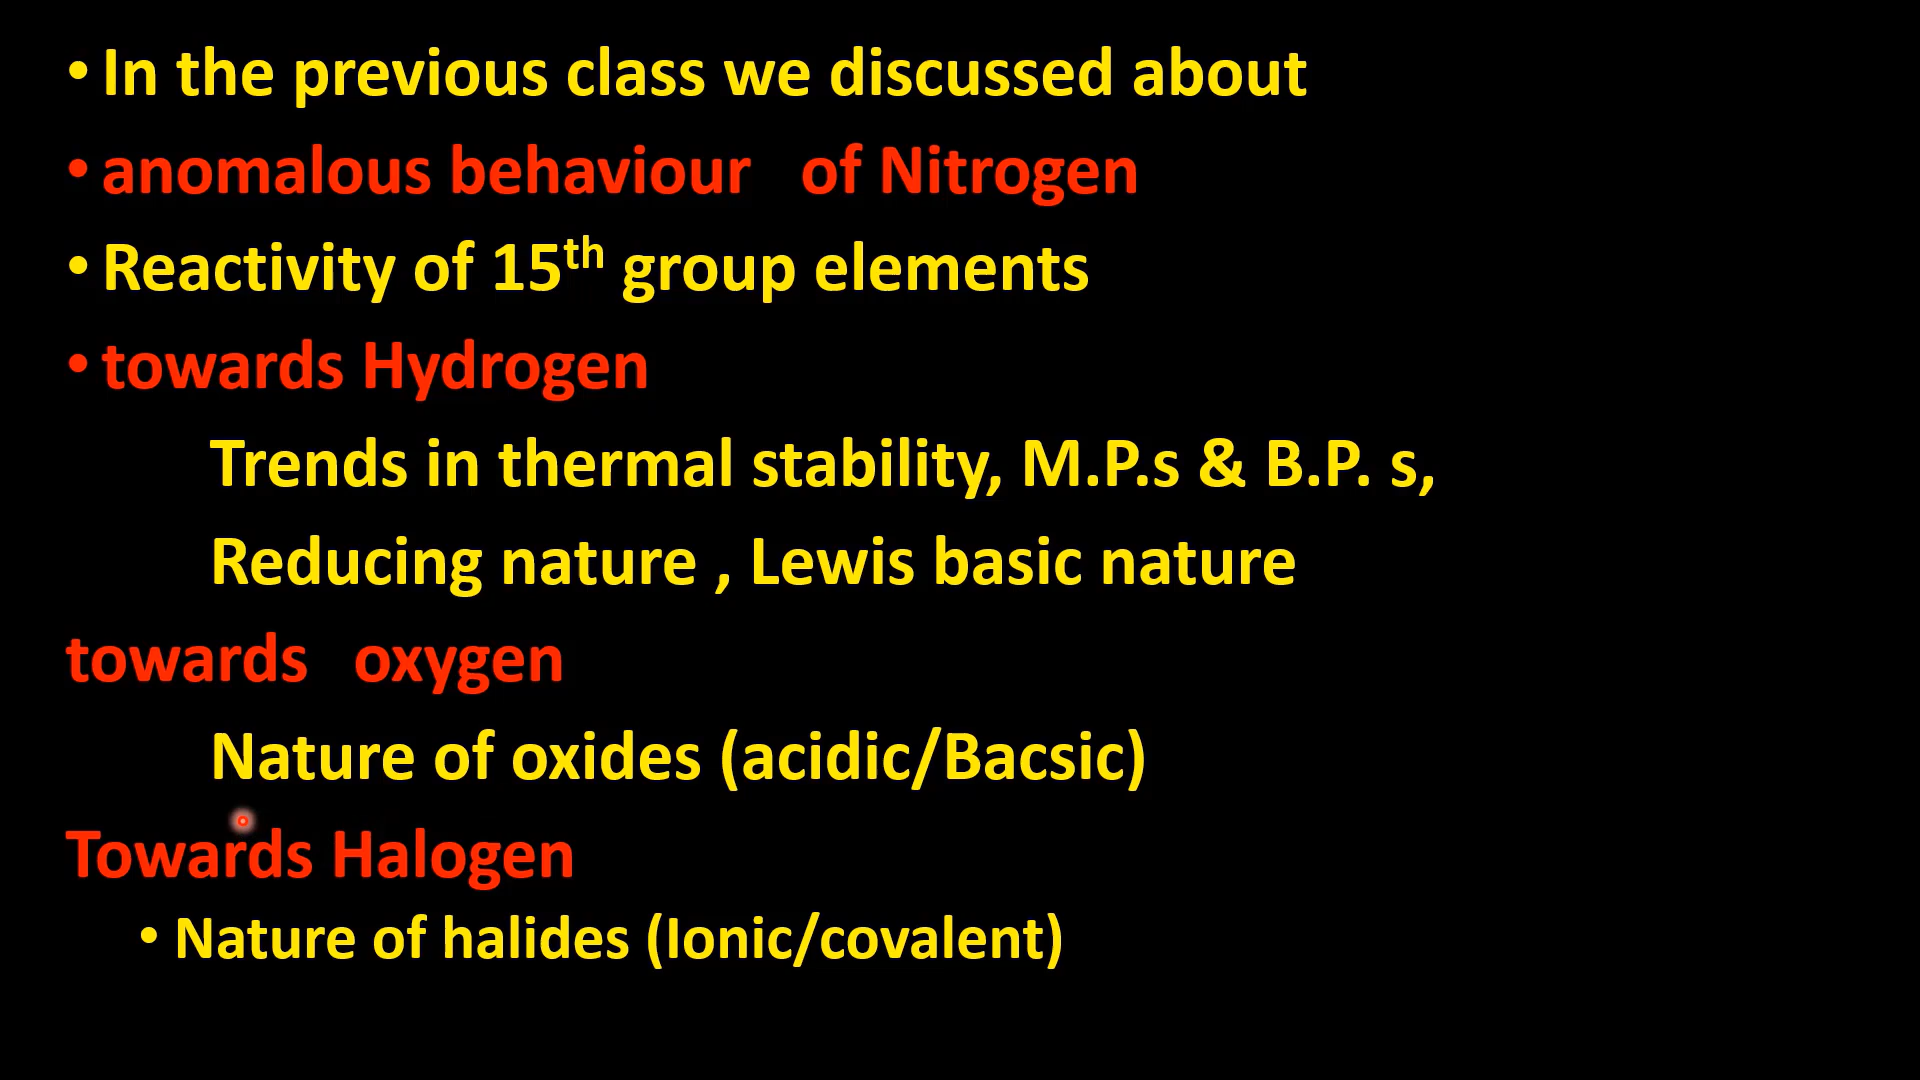 • In the previous class we discussed about
• anomalous behaviour   of Nitrogen
• Reactivity of 15th group elements
• towards Hydrogen
Trends in thermal stability, M.P.s & B.P. s,
Reducing nature , Lewis basic nature
towards   oxygen
Nature of oxides (acidic/Bacsic)
Towards Halogen
• Nature of halides (Ionic/covalent)